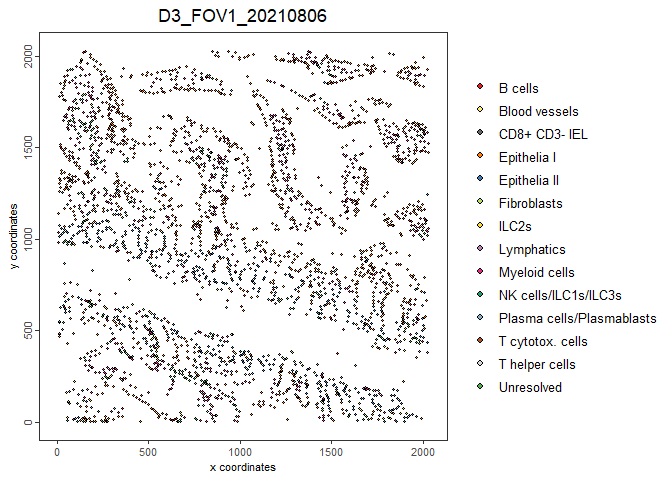 D3_FOV1_20210806
2000
1500
1000
500
0
y coordinates
0 500 1000 1500 2000
x coordinates
B cells
Blood vessels
CD8+ CD3- IEL
Epithelia I
Epithelia II
Fibroblasts
ILC2s
Lymphatics
Myeloid cells
NK cells/ILC1s/ILC3s
Plasma cells/Plasmablasts
T cytotox. cells
T helper cells
Unresolved